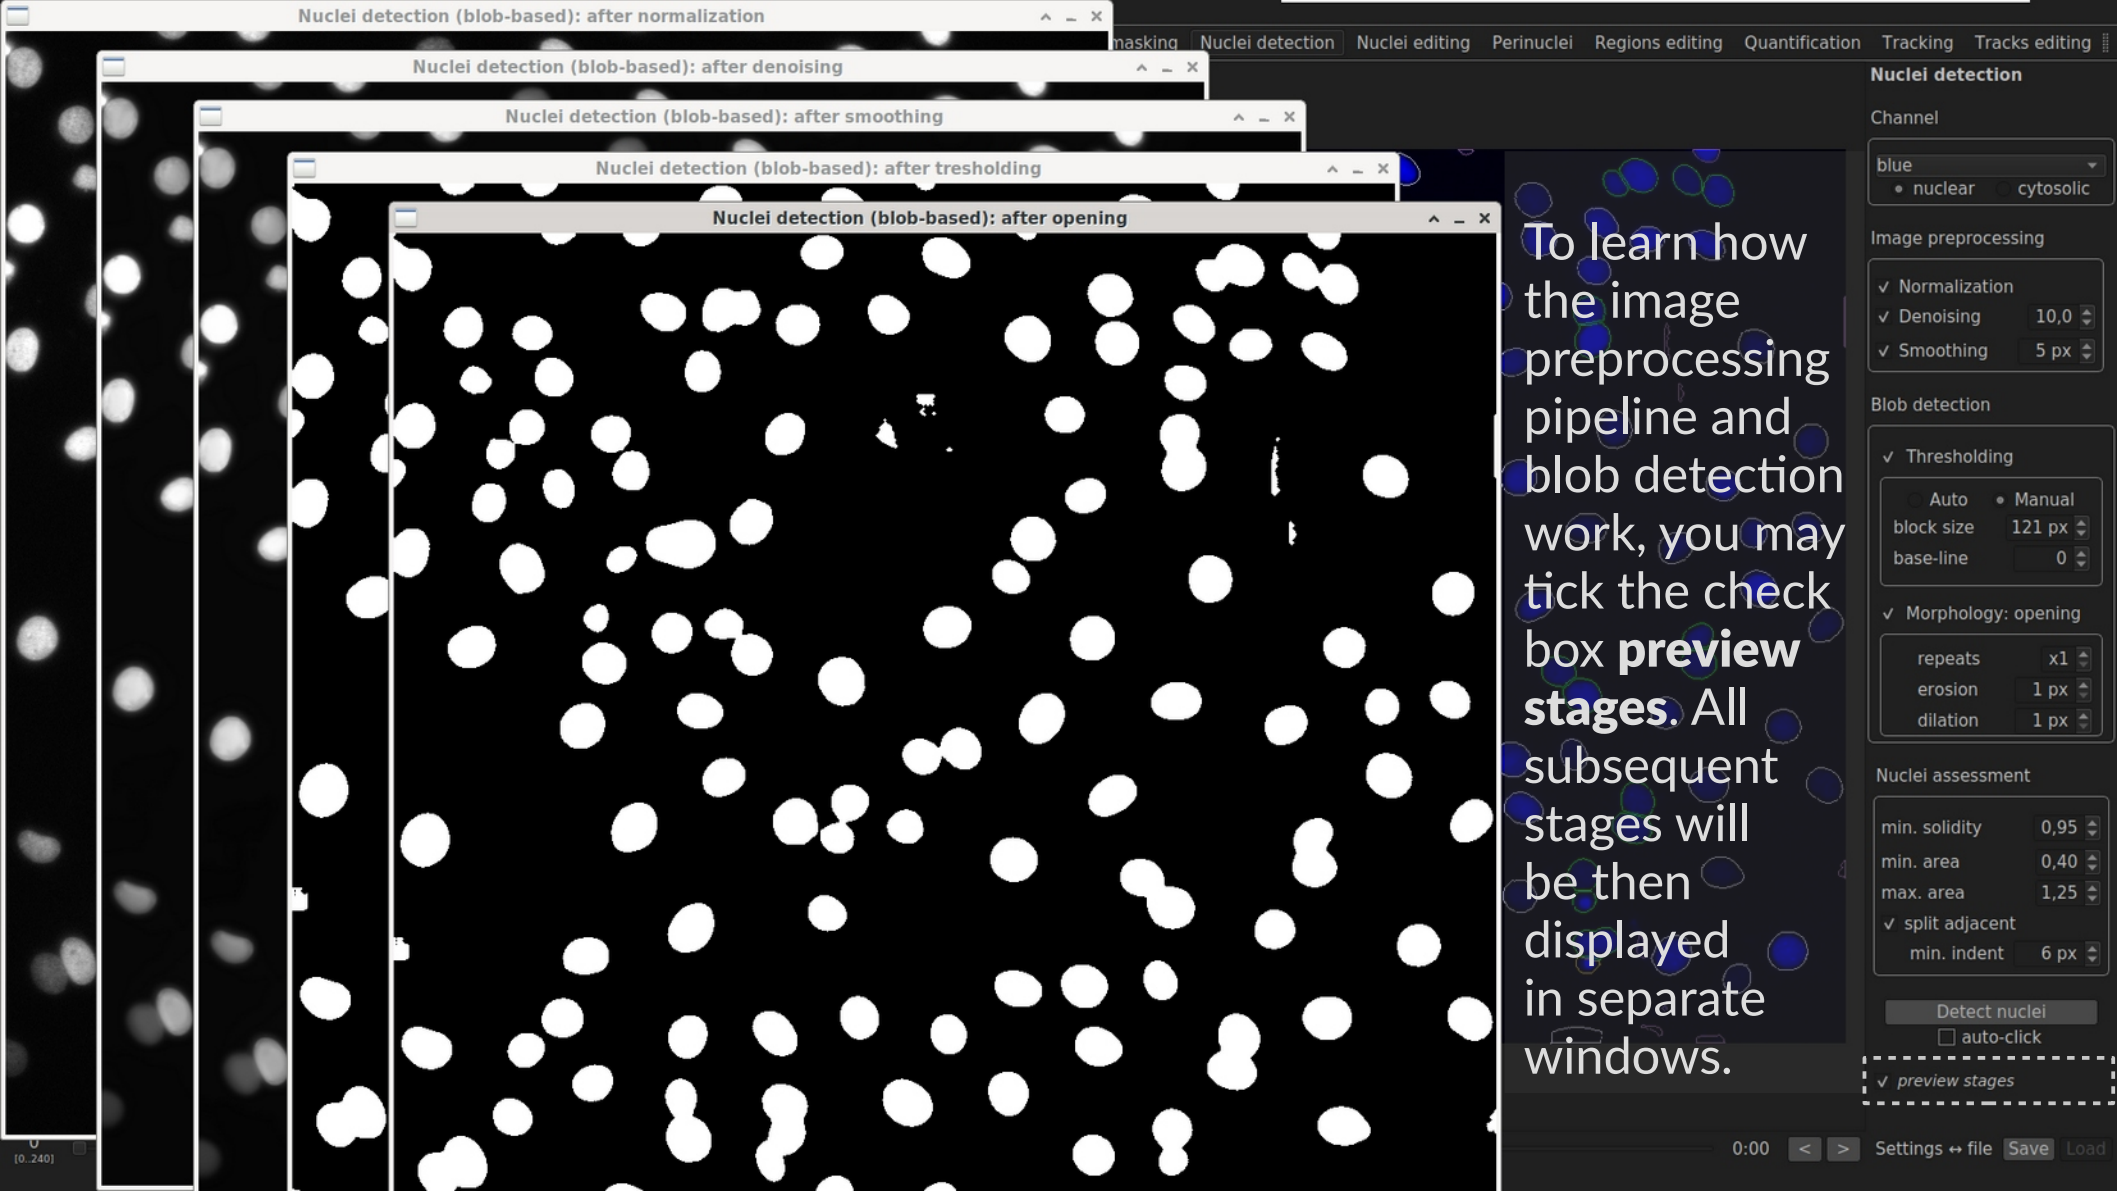 Nuclei detection (blob-based): after normalization
Nuclei detection (blob-based): after denoising
Nuclei detection (blob-based): after smoothing
Nuclei detection (blob-based): after tresholding
Nuclei detection (blob-based): after opening
masking Nuclei detection Nuclei editing Perinuclei Regions editing Quantification Tracking Tracks editing
To learn how
the image
preprocessing
pipeline and
blob detection
work, you may
tick the check
box preview
stages. All
subsequent
stages will
be then
displayed
in separate
windows.
Nuclei detection
Channel
blue
nuclear cytosolic
Image preprocessing
Normalization
Denoising 10,0
Smoothing 5 px
Blob detection
Thresholding
Auto Manual
block size 121 px
base-line 0
Morphology: opening
repeats x1
erosion 1 px
dilation 1 px
Nuclei assessment
min. solidity 0,95
min. area 0,40
max. area 1,25
split adjacent
min. indent 6 px
Detect nuclei
auto-click
preview stages
[0..240]
0:00 < > Settings ↔ file Save Load